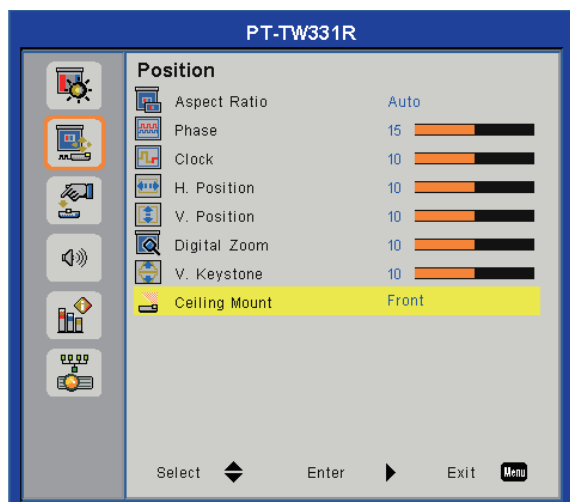 PT-TW331R
Position
Aspect Ratio Auto
Phase 15
Clock 10
H. Position 10
V. Position 10
Digital Zoom 10
V. Keystone 10
Ceiling Mount Front
Select Enter Exit Menu